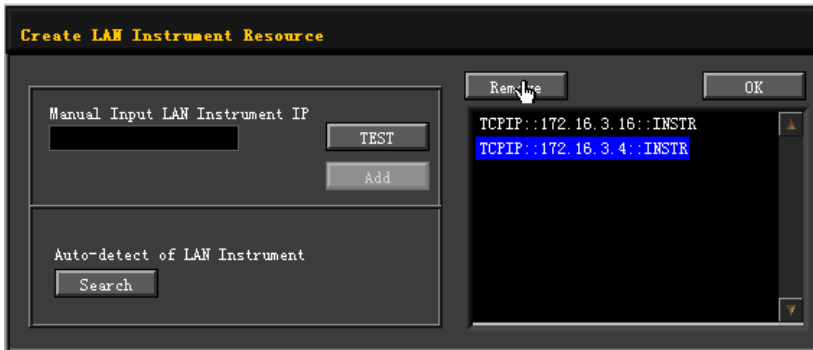 Create LAN Instrument Resource
Remove
OK
Manual Input LAN Instrument IP
TEST
Add
TCPIP::172.16.3.16::INSTR
TCPIP::172.16.3.4::INSTR
Auto-detect of LAN Instrument
Search